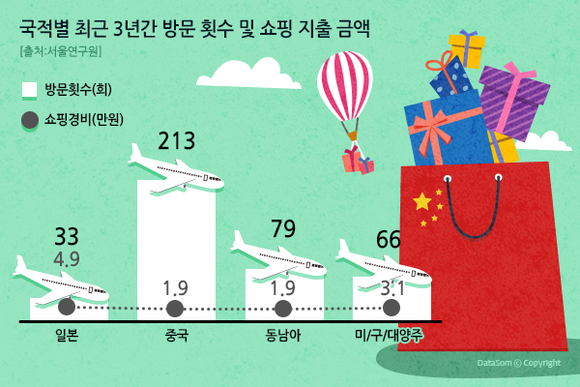 국적별 최근 3년간 방문 횟수 및 쇼핑 지출 금액
[출처:서울연구원]
방문횟수(회)
쇼핑경비(만원)
213
33
4.9
79
66
1.9
1.9
3.1
일본
중국
동남아
미/구/대양주
DataSom ⓒ Copyright